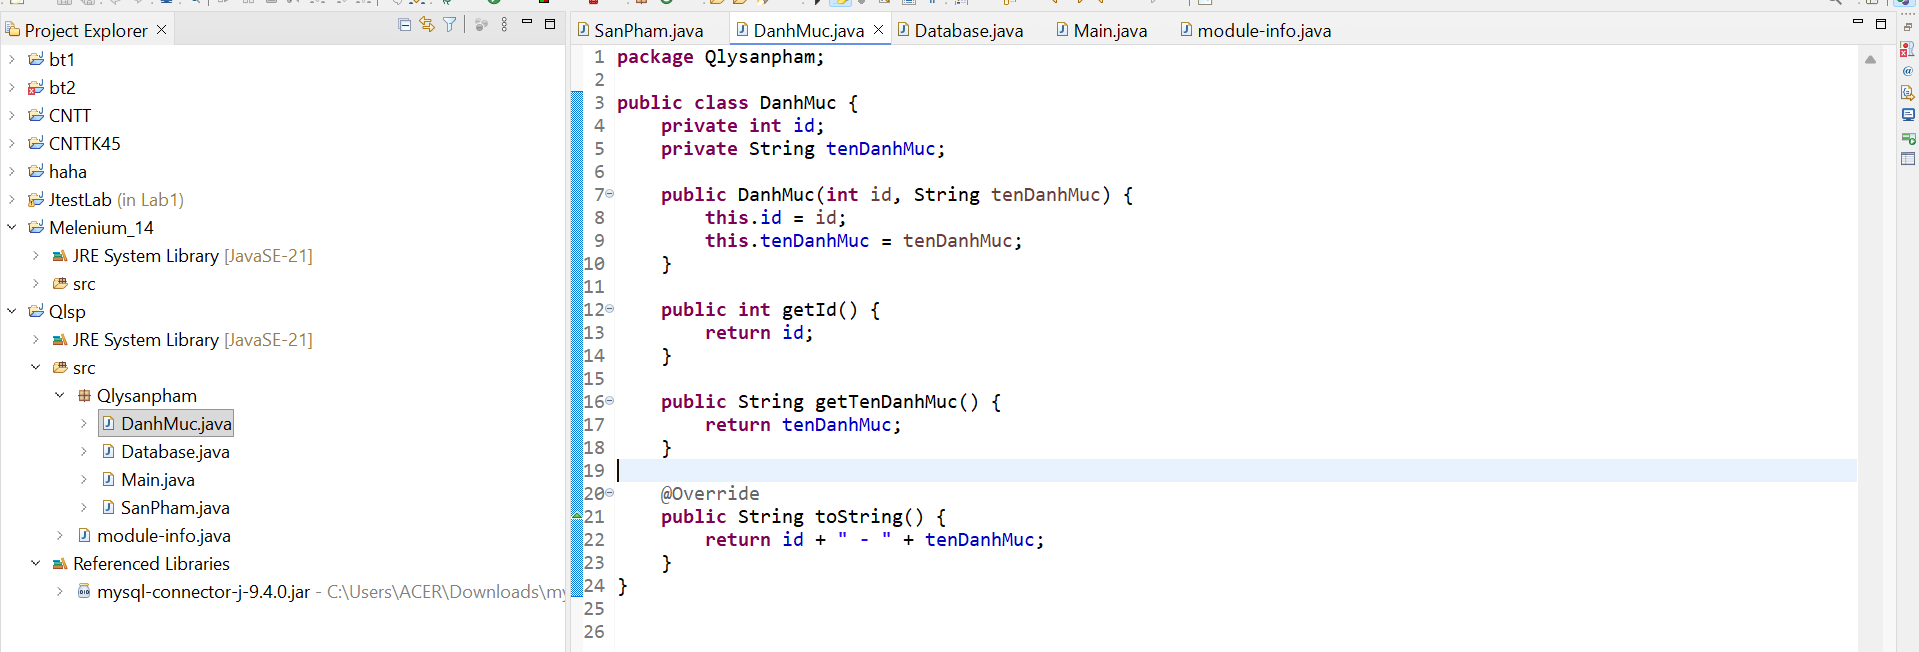 Project Explorer
bt1
bt2
CNTT
CNTTK45
haha
JtestLab (in Lab1)
Melenium_14
JRE System Library [JavaSE-21]
src
Qlsp
JRE System Library [JavaSE-21]
src
Qlysanpham
DanhMuc.java
Database.java
Main.java
SanPham.java
module-info.java
Referenced Libraries
mysql-connector-j-9.4.0.jar - C:\Users\ACER\Downloads\my
SanPham.java DanhMuc.java Database.java Main.java module-info.java
1 package Qlysanpham;
2
3 public class DanhMuc {
4 private int id;
5 private String tenDanhMuc;
6
7 public DanhMuc(int id, String tenDanhMuc) {
8 this.id = id;
9 this.tenDanhMuc = tenDanhMuc;
10 }
11
12 public int getId() {
13 return id;
14 }
15
16 public String getTenDanhMuc() {
17 return tenDanhMuc;
18 }
19
20 @Override
21 public String toString() {
22 return id + " - " + tenDanhMuc;
23 }
24 }
25
26